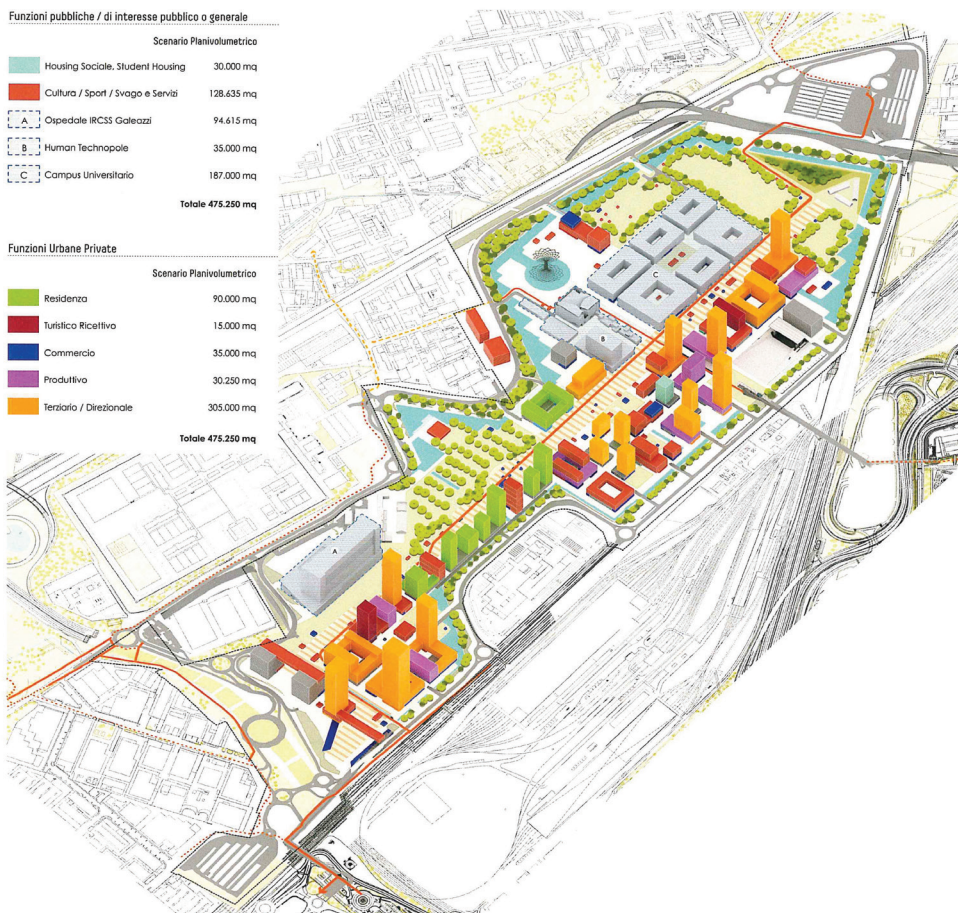 Funzioni pubbliche / di interesse pubblico o generale
Scenario Planivolumetrico
Housing Sociale, Student Housing 30.000 mq
Cultura / Sport / Svago e Servizi 128.635 mq
A Ospedale IRCSS Galeazzi 94.615 mq
B Human Technopole 35.000 mq
C Campus Universitario 187.000 mq
Totale 475.250 mq
Funzioni Urbane Private
Scenario Planivolumetrico
Residenza 90.000 mq
Turistico Ricettivo 15.000 mq
Commercio 35.000 mq
Produttivo 30.250 mq
Terziario / Direzionale 305.000 mq
Totale 475.250 mq
C
B
A